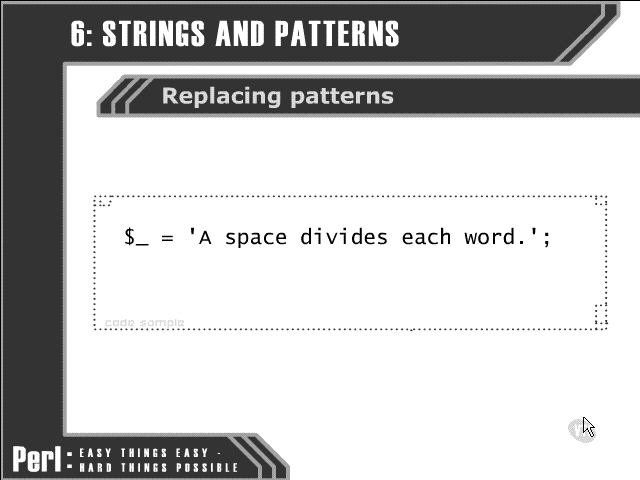 6: STRINGS AND PATTERNS
Replacing patterns
$_ = 'A space divides each word.';
code sample
Perl: EASY THINGS EASY -
HARD THINGS POSSIBLE